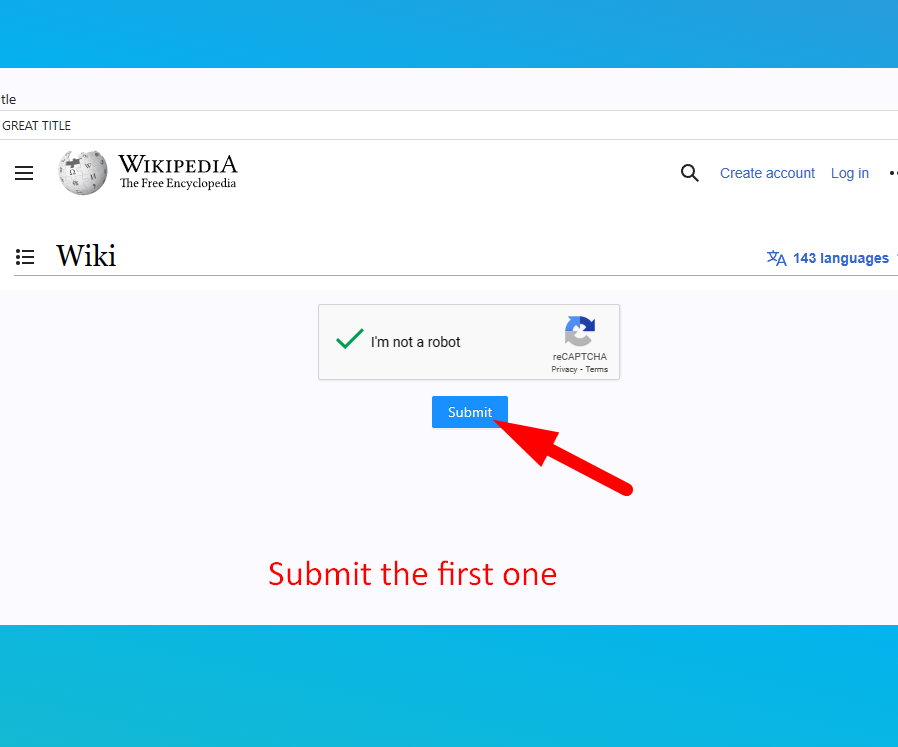 tle
GREAT TITLE
WIKIPEDIA
The Free Encyclopedia
Create account Log in
Wiki
143 languages
I'm not a robot
reCAPTCHA
Privacy - Terms
Submit
Submit the first one